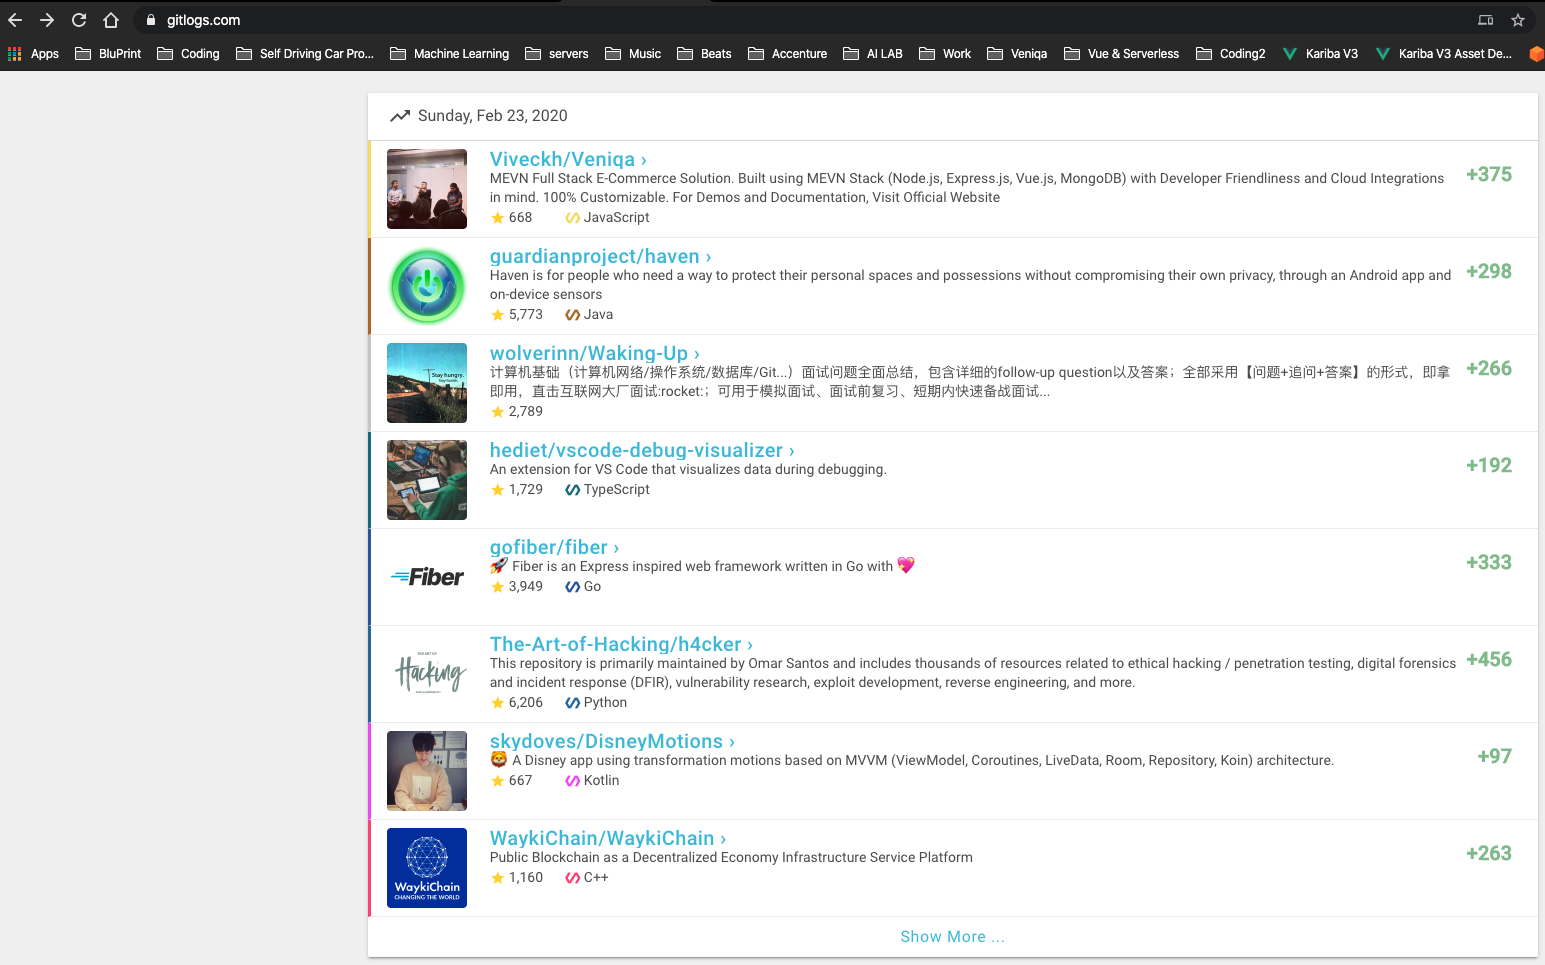 gitlogs.com
Apps BluPrint Coding Self Driving Car Pro... Machine Learning servers Music Beats Accenture AI LAB Work Veniqa Vue & Serverless Coding2 Kariba V3 Kariba V3 Asset De...
Sunday, Feb 23, 2020
Viveckh/Veniqa ›
MEVN Full Stack E-Commerce Solution. Built using MEVN Stack (Node.js, Express.js, Vue.js, MongoDB) with Developer Friendliness and Cloud Integrations
in mind. 100% Customizable. For Demos and Documentation, Visit Official Website
668 JavaScript
+375
guardianproject/haven ›
Haven is for people who need a way to protect their personal spaces and possessions without compromising their own privacy, through an Android app and
on-device sensors
5,773 Java
+298
Stay hungry.
wolverinn/Waking-Up ›
计算机基础（计算机网络/操作系统/数据库/Git...）面试问题全面总结，包含详细的follow-up question以及答案；全部采用【问题+追问+答案】的形式，即拿
即用，直击互联网大厂面试:rocket:；可用于模拟面试、面试前复习、短期内快速备战面试...
2,789
+266
hediet/vscode-debug-visualizer ›
An extension for VS Code that visualizes data during debugging.
1,729 TypeScript
+192
Fiber
gofiber/fiber ›
🚀 Fiber is an Express inspired web framework written in Go with 💖
3,949 Go
+333
THE ART OF
Hacking
The-Art-of-Hacking/h4cker ›
This repository is primarily maintained by Omar Santos and includes thousands of resources related to ethical hacking / penetration testing, digital forensics
and incident response (DFIR), vulnerability research, exploit development, reverse engineering, and more.
6,206 Python
+456
skydoves/DisneyMotions ›
🦁 A Disney app using transformation motions based on MVVM (ViewModel, Coroutines, LiveData, Room, Repository, Koin) architecture.
667 Kotlin
+97
WaykiChain
CHANGING THE WORLD
WaykiChain/WaykiChain ›
Public Blockchain as a Decentralized Economy Infrastructure Service Platform
1,160 C++
+263
Show More ...